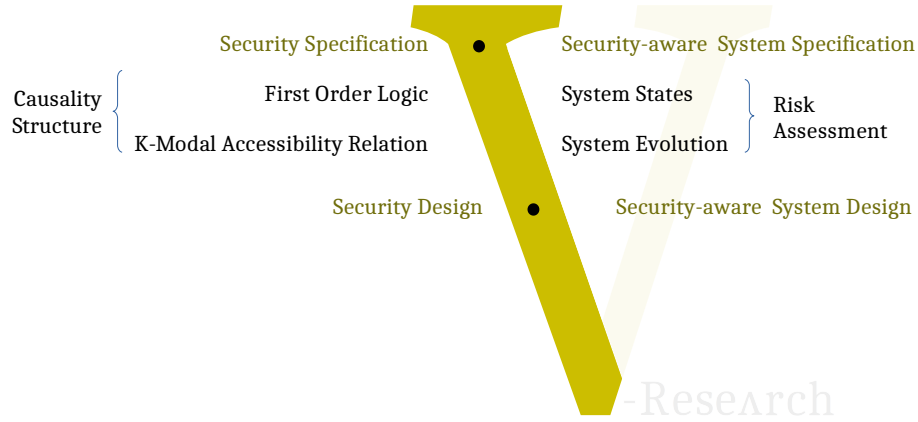 Security Specification
Security-aware System Specification
Causality
Structure
First Order Logic
K-Modal Accessibility Relation
System States
System Evolution
Risk
Assessment
Security Design
Security-aware System Design
V-Reseʌrch